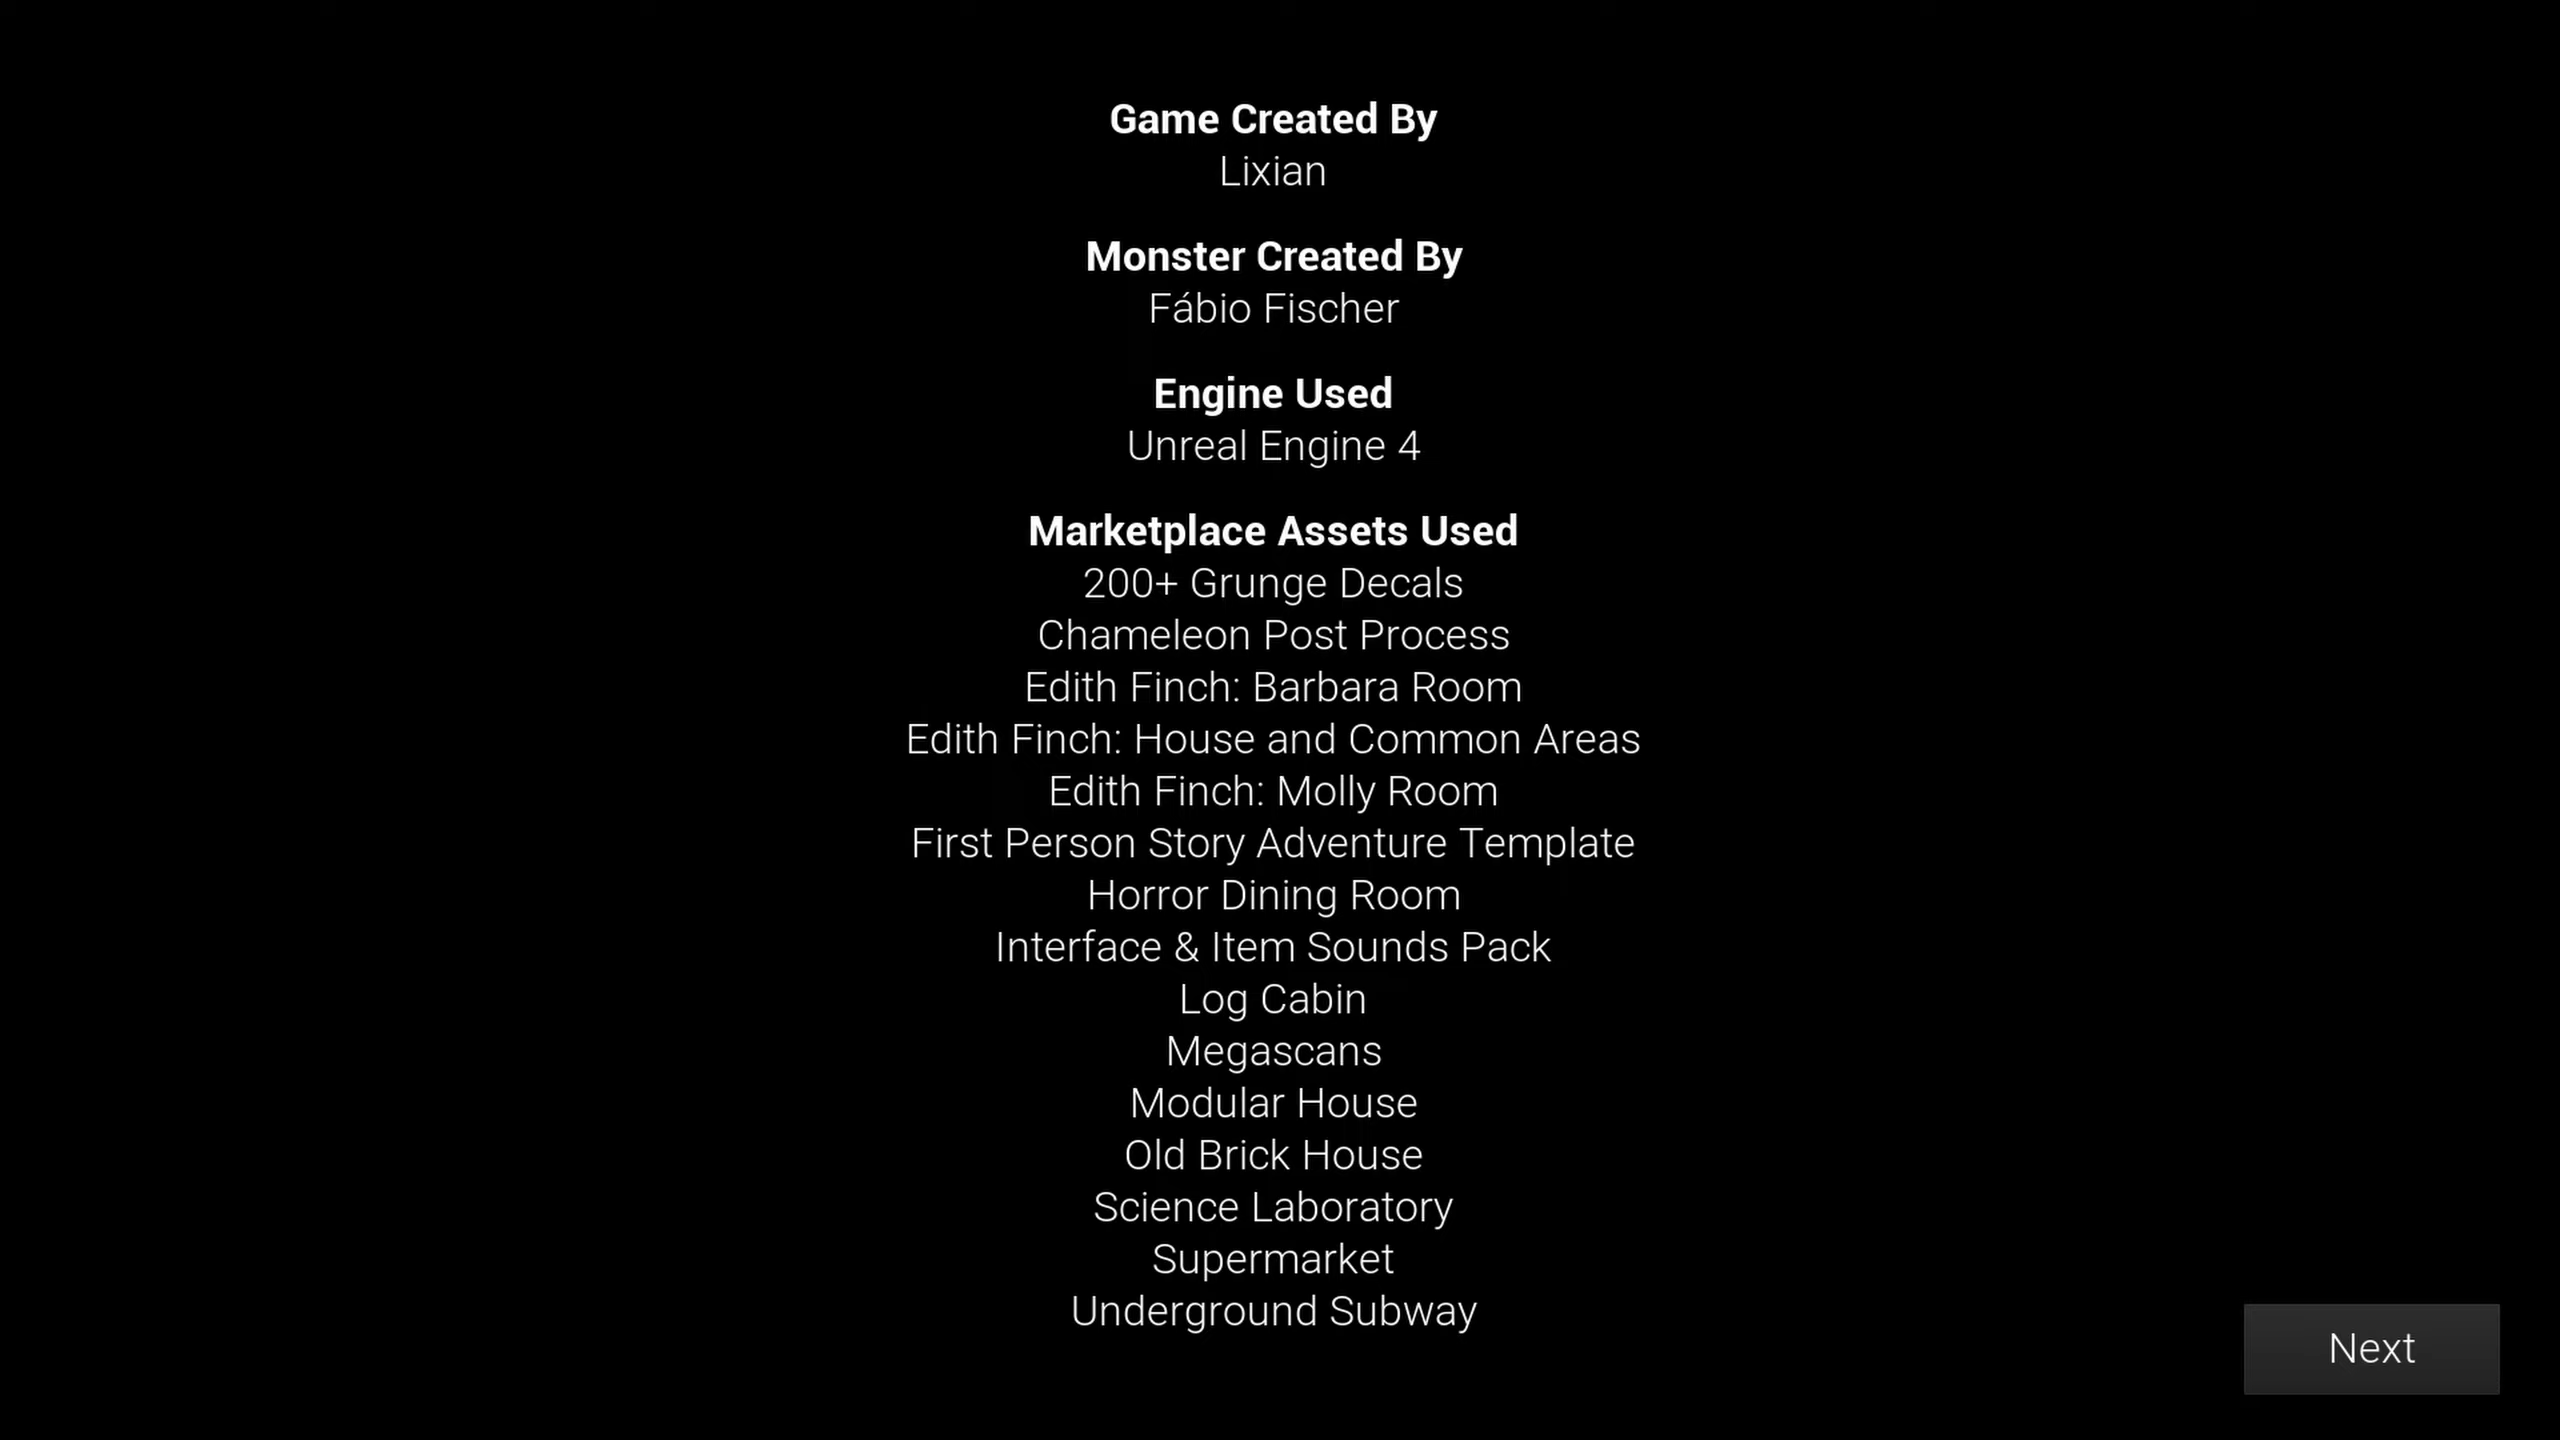 Game Created By
Lixian
Monster Created By
Fábio Fischer
Engine Used
Unreal Engine 4
Marketplace Assets Used
200+ Grunge Decals
Chameleon Post Process
Edith Finch: Barbara Room
Edith Finch: House and Common Areas
Edith Finch: Molly Room
First Person Story Adventure Template
Horror Dining Room
Interface & Item Sounds Pack
Log Cabin
Megascans
Modular House
Old Brick House
Science Laboratory
Supermarket
Underground Subway
Next